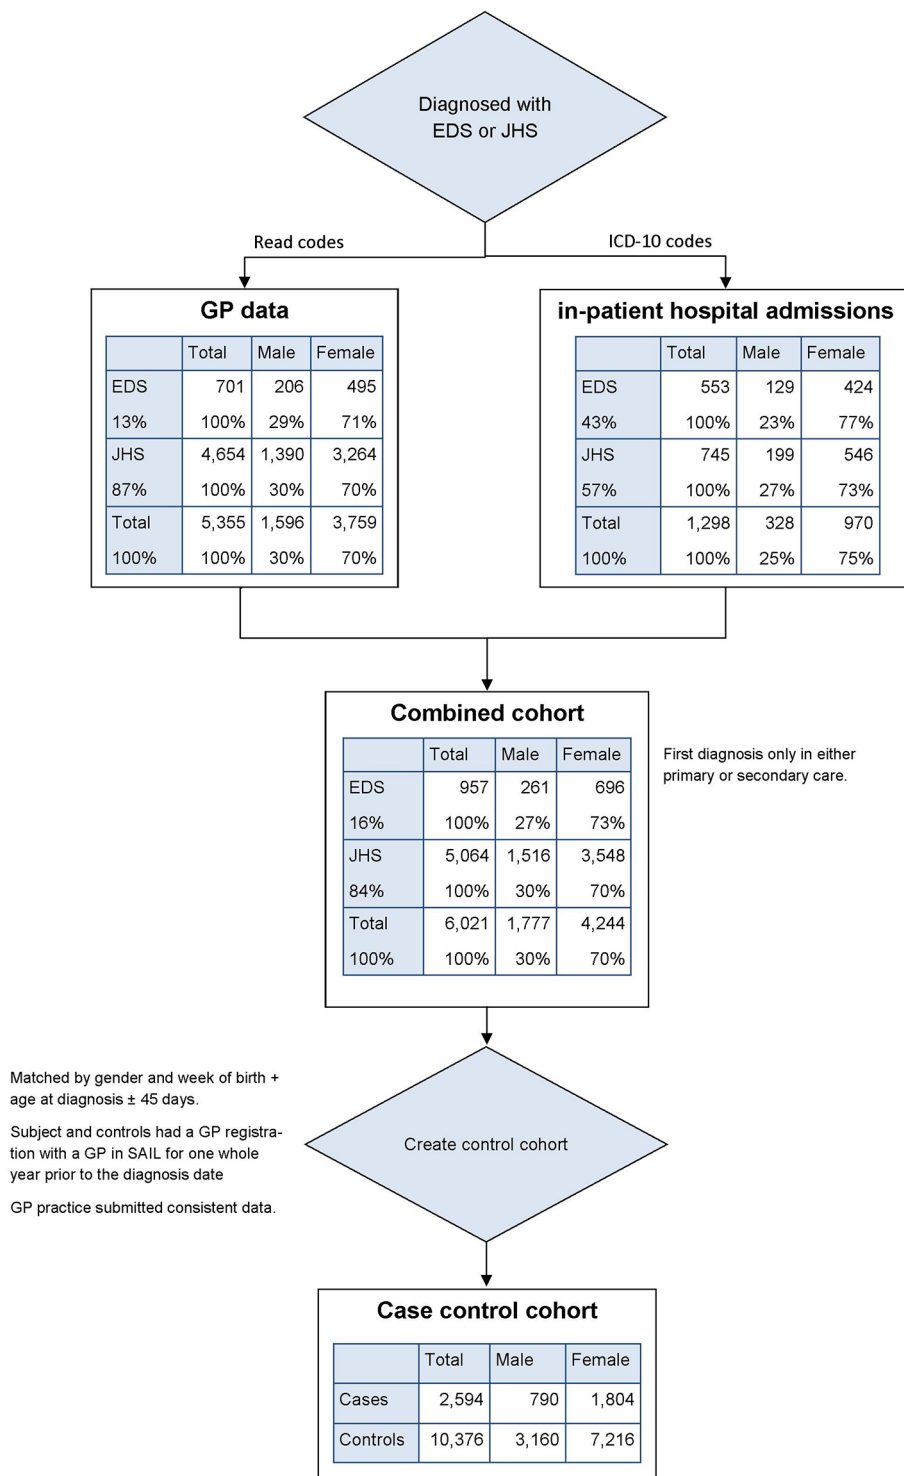 Diagnosed with
EDS or JHS
Read codes
ICD-10 codes
GP data
Total Male Female
EDS 701 206 495
13% 100% 29% 71%
JHS 4,654 1,390 3,264
87% 100% 30% 70%
Total 5,355 1,596 3,759
100% 100% 30% 70%
in-patient hospital admissions
Total Male Female
EDS 553 129 424
43% 100% 23% 77%
JHS 745 199 546
57% 100% 27% 73%
Total 1,298 328 970
100% 100% 25% 75%
Combined cohort
Total Male Female
EDS 957 261 696
16% 100% 27% 73%
JHS 5,064 1,516 3,548
84% 100% 30% 70%
Total 6,021 1,777 4,244
100% 100% 30% 70%
First diagnosis only in either
primary or secondary care.
Matched by gender and week of birth +
age at diagnosis ± 45 days.
Subject and controls had a GP registra-
tion with a GP in SAIL for one whole
year prior to the diagnosis date
GP practice submitted consistent data.
Create control cohort
Case control cohort
Total Male Female
Cases 2,594 790 1,804
Controls 10,376 3,160 7,216